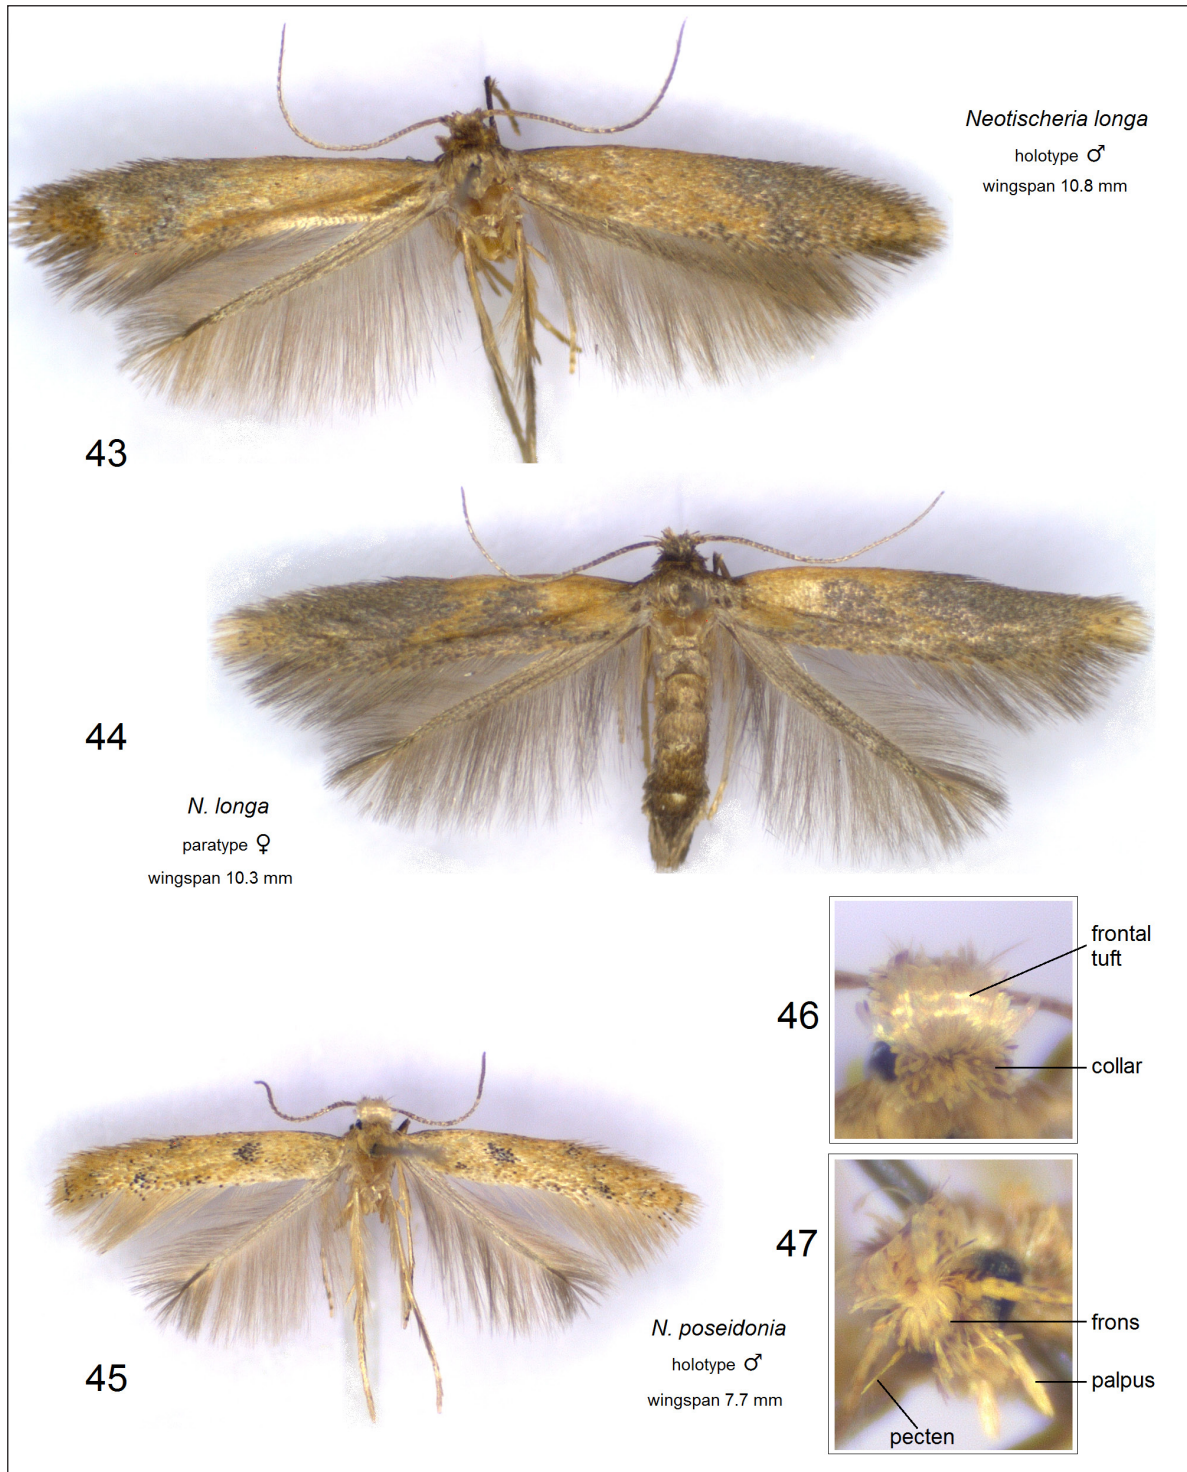 Neotischeria longa
holotype ♂
wingspan 10.8 mm
43
44
N. longa
paratype ♀
wingspan 10.3 mm
frontal
tuft
46
collar
47
frons
palpus
pecten
N. poseidonia
holotype ♂
wingspan 7.7 mm
45